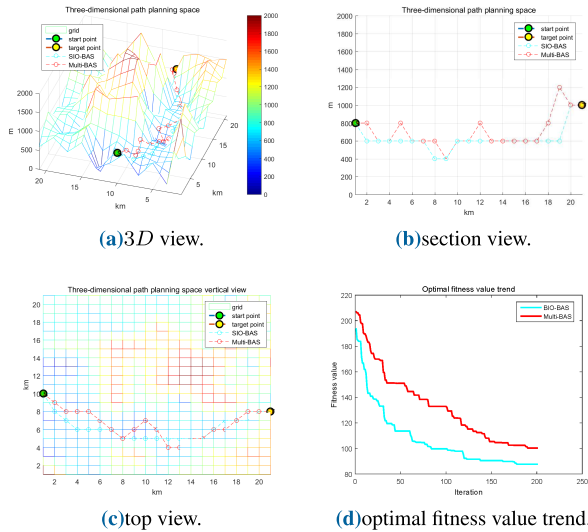 Three-dimensional path planning space
grid
start point
target point
SIO-BAS
Multi-BAS
2000
1800
1600
1400
1200
1000
800
600
400
200
0
2000
1500
1000
500
0
m
20
15
10
5
km
20
15
10
5
km
(a)3D view.
Three-dimensional path planning space
start point
target point
SIO-BAS
Multi-BAS
2000
1800
1600
1400
1200
1000
800
600
400
200
0
m
2 4 6 8 10 12 14 16 18 20
km
(b)section view.
Three-dimensional path planning space vertical view
grid
start point
target point
SIO-BAS
Multi-BAS
20
18
16
14
12
10
8
6
4
2
km
2 4 6 8 10 12 14 16 18 20
km
(c)top view.
Optimal fitness value trend
BIO-BAS
Multi-BAS
220
200
180
160
140
120
100
80
Fitness value
0 50 100 150 200 250
Iteration
(d)optimal fitness value trend